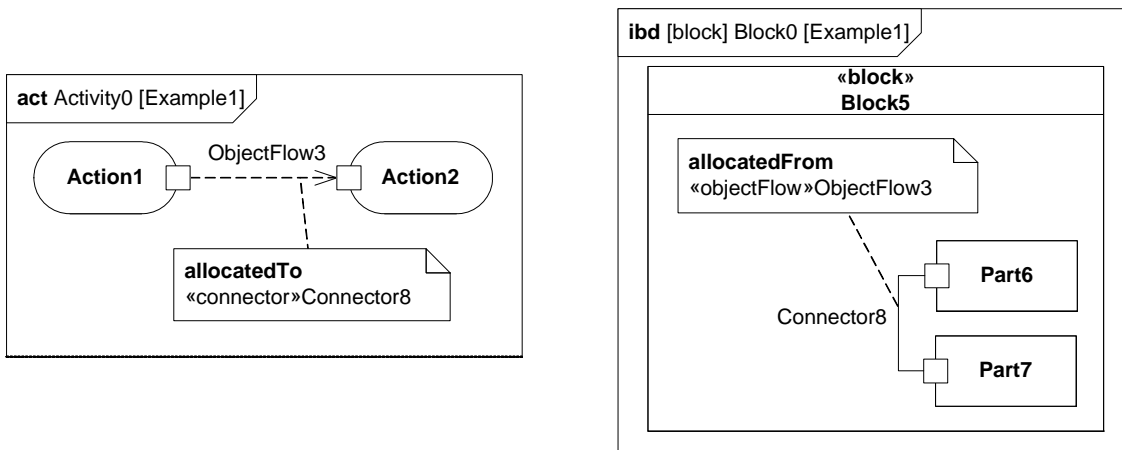 act Activity0 [Example1]
ObjectFlow3
Action1
Action2
allocatedTo
«connector»Connector8
ibd [block] Block0 [Example1]
«block»
Block5
allocatedFrom
«objectFlow»ObjectFlow3
Part6
Connector8
Part7